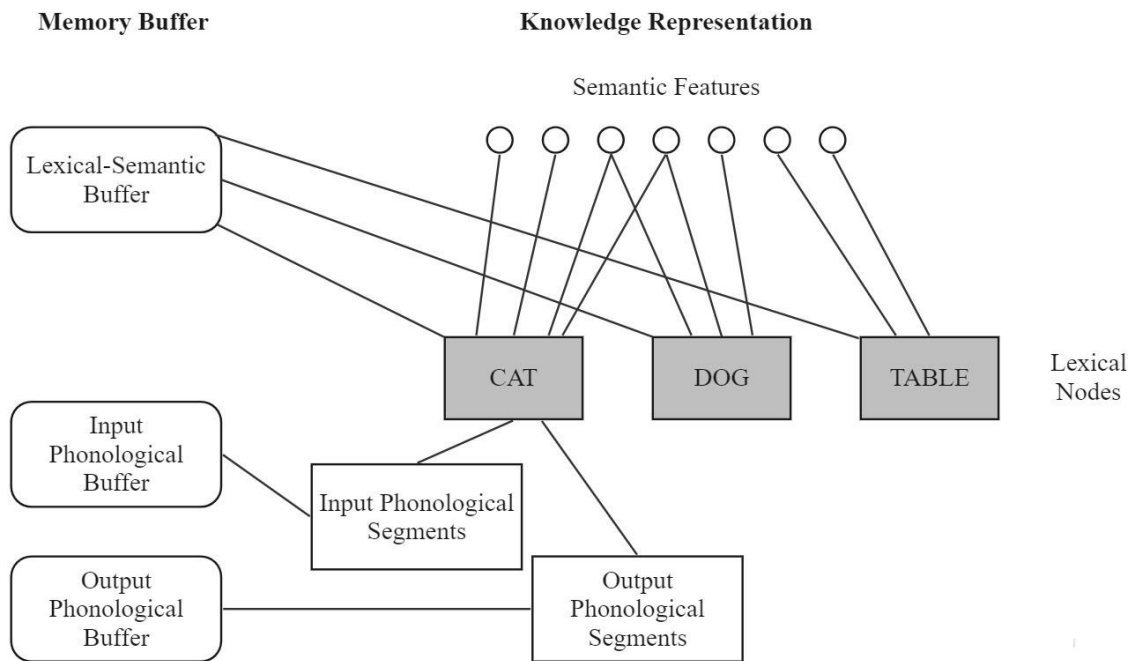 Memory Buffer
Knowledge Representation
Semantic Features
Lexical-Semantic
Buffer
CAT
DOG
TABLE
Lexical
Nodes
Input
Phonological
Buffer
Input Phonological
Segments
Output
Phonological
Buffer
Output
Phonological
Segments